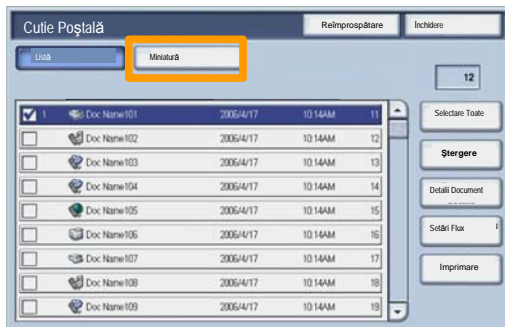 Cutie Poştală
Reîmprospătare
Închidere
Listă
Miniatură
12
1 Doc Name101 2006/4/17 10:14AM 11
Doc Name102 2006/4/17 10:14AM 12
Doc Name103 2006/4/17 10:14AM 13
Doc Name104 2006/4/17 10:14AM 14
Doc Name105 2006/4/17 10:14AM 15
Doc Name106 2006/4/17 10:14AM 16
Doc Name107 2006/4/17 10:14AM 17
Doc Name108 2006/4/17 10:14AM 18
Doc Name109 2006/4/17 10:14AM 19
Selectare Toate
Ştergere
Detalii Document
Setări Flux
Imprimare